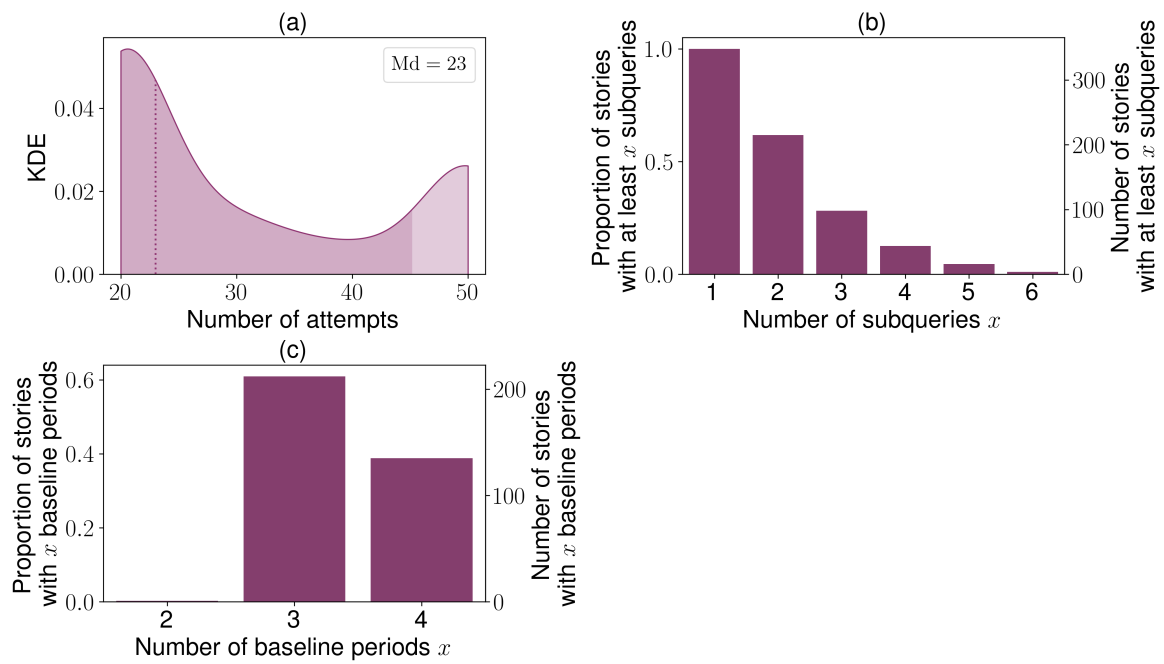 (a)
Md = 23
KDE
0.04
0.02
0.00
20 30 40 50
Number of attempts
(b)
Proportion of stories
with at least x subqueries
1.0
0.5
0.0
300
200
100
0
Number of stories
with at least x subqueries
1 2 3 4 5 6
Number of subqueries x
(c)
Proportion of stories
with x baseline periods
0.6
0.4
0.2
0.0
200
100
0
Number of stories
with x baseline periods
2 3 4
Number of baseline periods x